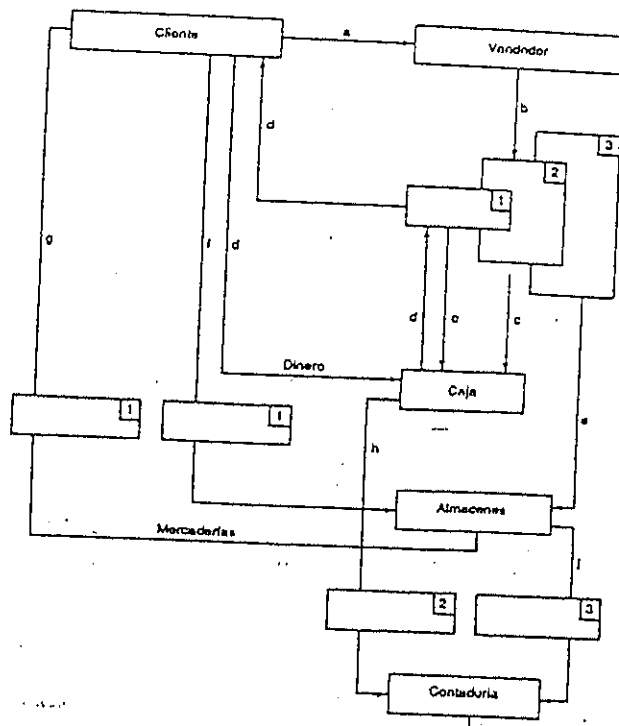 Cliente
a
Vendedor
b
3
2
1
d
g
f
d
d
c
c
Dinero
Caja
e
1
1
h
Almacenes
Mercaderías
2
3
Contaduría